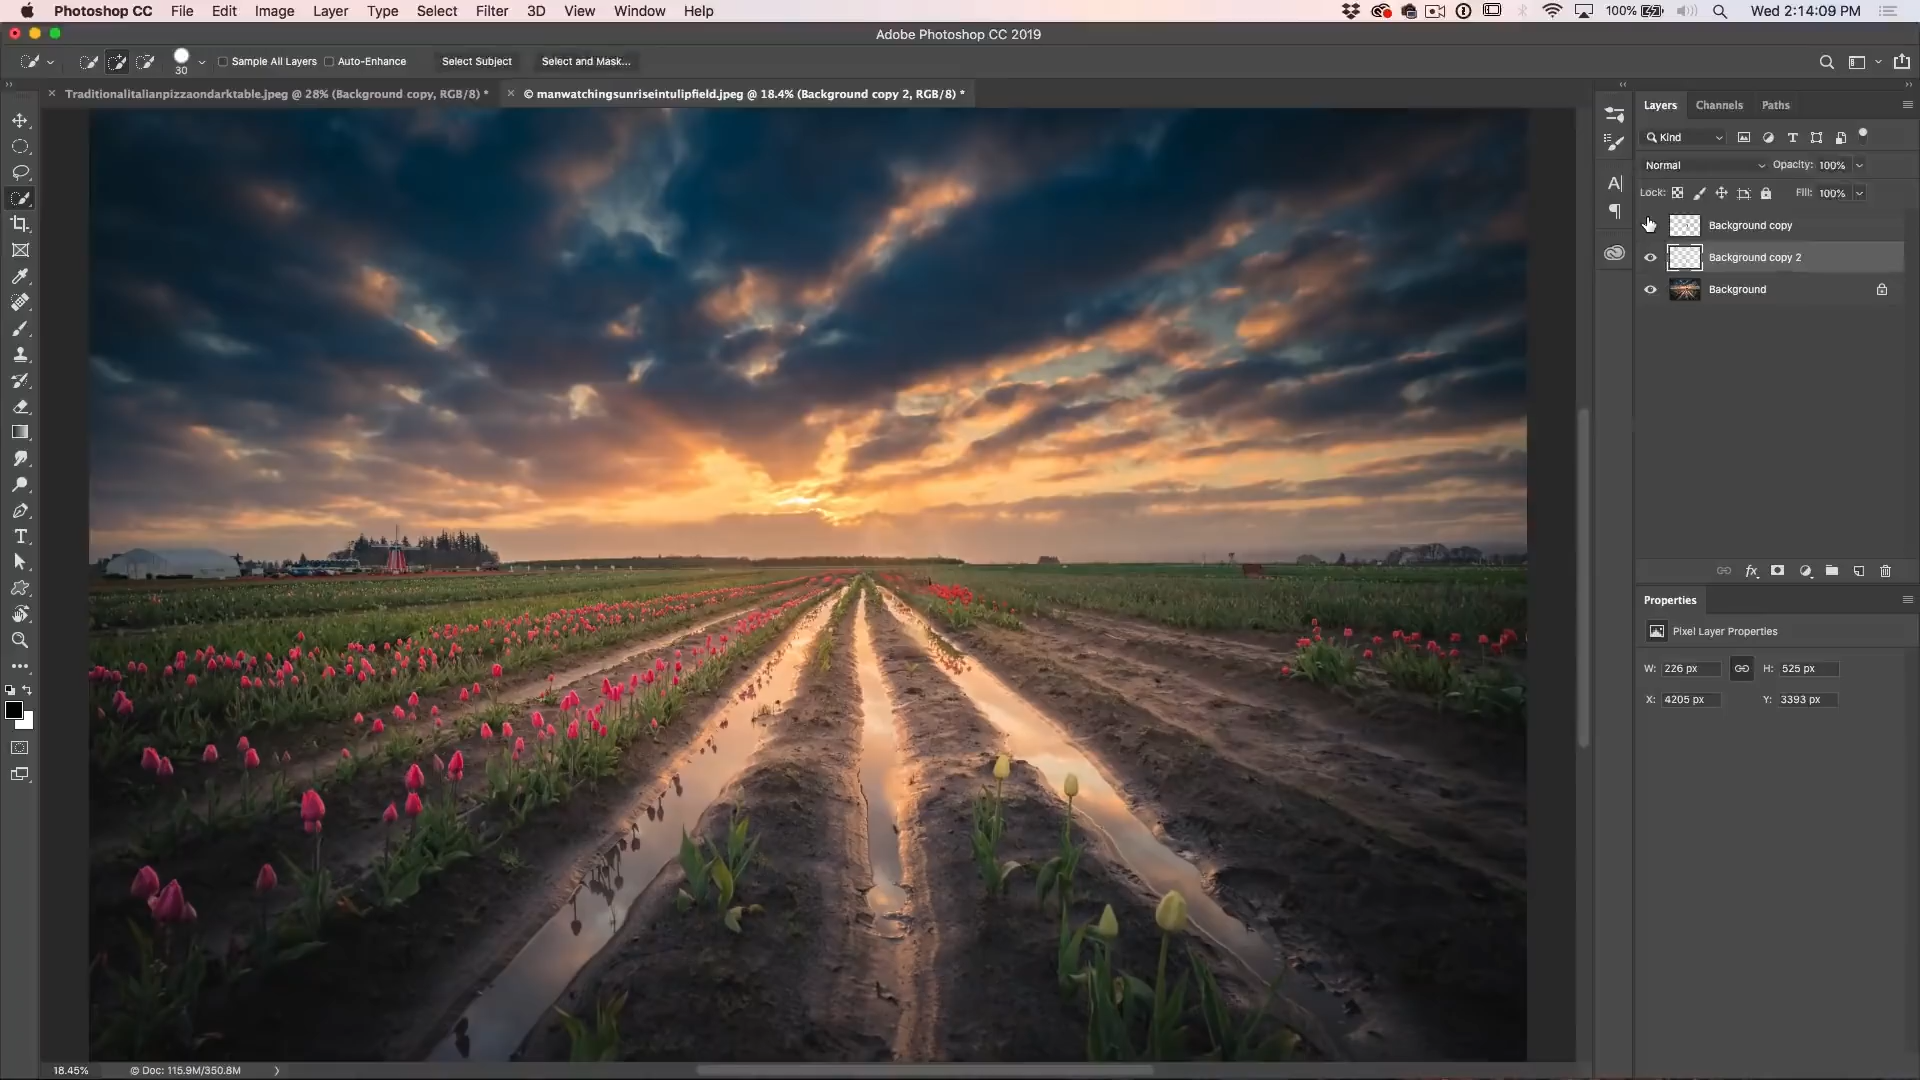 Photoshop CC File Edit Image Layer Type Select Filter 3D View Window Help 100% Wed 2:14:09 PM
Adobe Photoshop CC 2019
30 Sample All Layers Auto-Enhance Select Subject Select and Mask...
Traditionalitalianpizzaondarktable.jpeg @ 28% (Background copy, RGB/8) * © manwatchingsunriseintulipfield.jpeg @ 18.4% (Background copy 2, RGB/8) *
Layers Channels Paths
Kind
Normal Opacity: 100%
Lock: Fill: 100%
Background copy
Background copy 2
Background
Properties
Pixel Layer Properties
W: 226 px H: 525 px
X: 4205 px Y: 3393 px
18.45% © Doc: 115.9M/350.8M